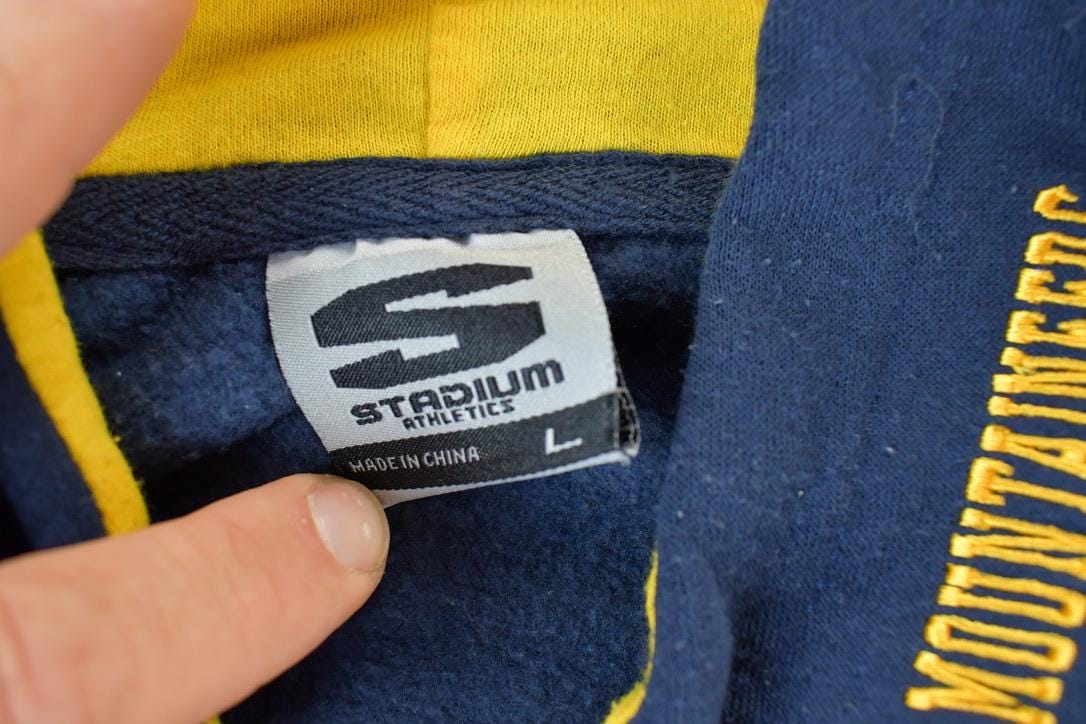 S
STADIUM
ATHLETICS
MADE IN CHINA L
MOUNTAINEERS